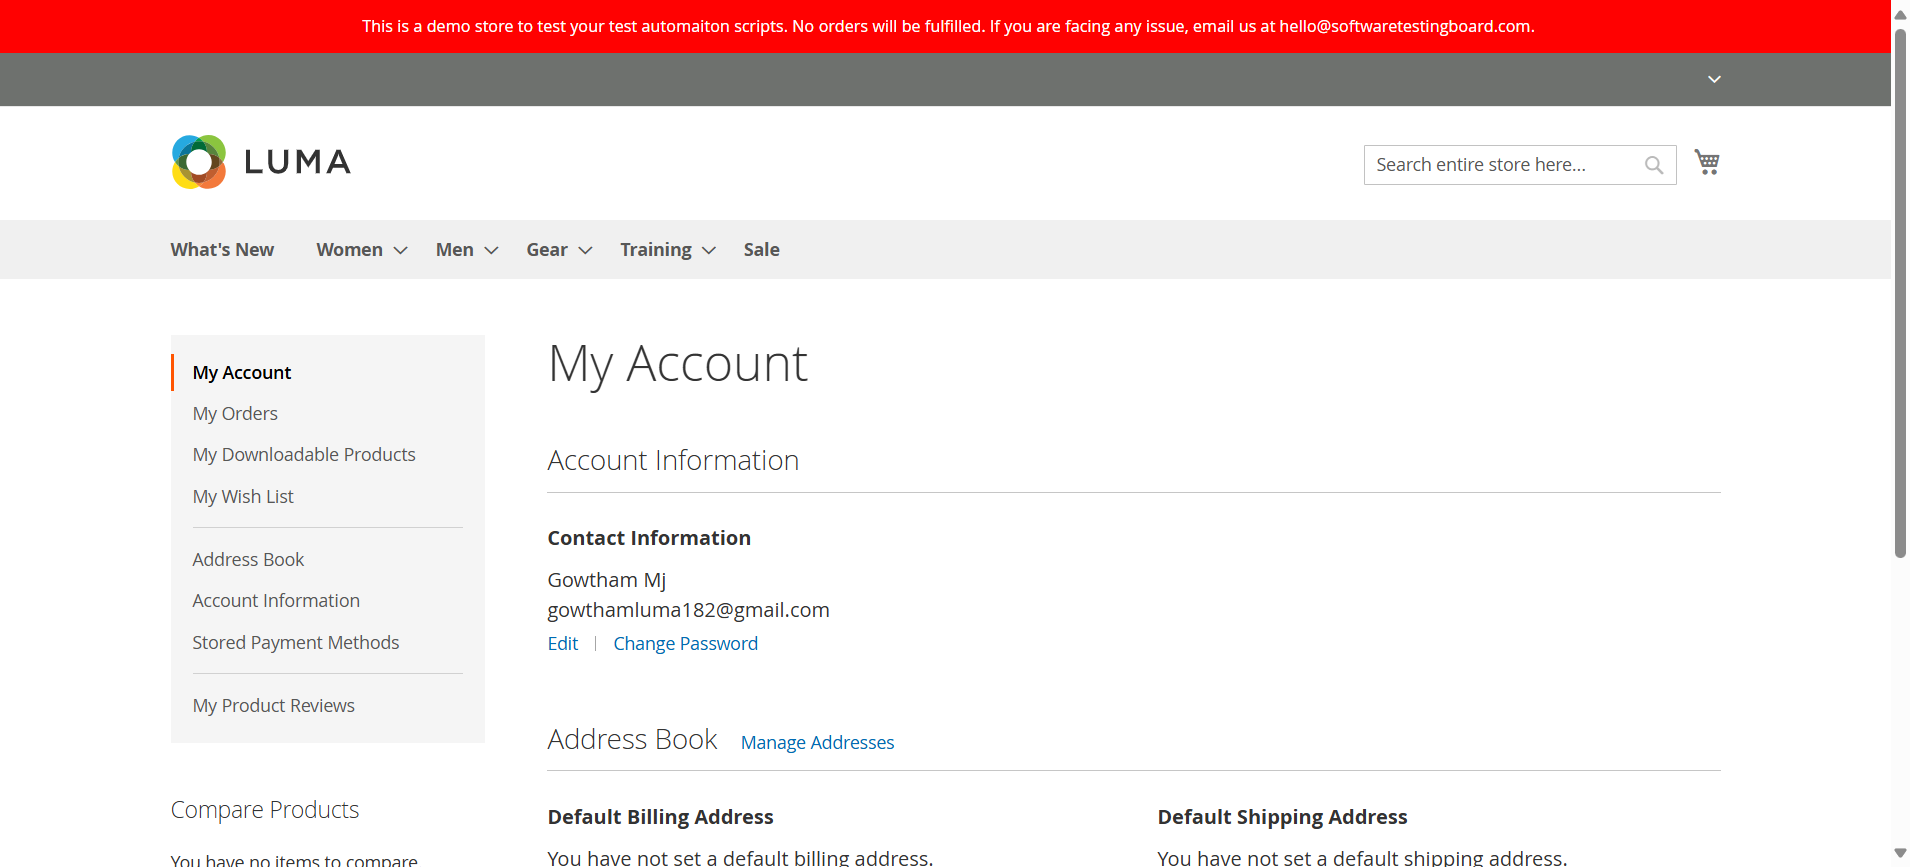 This is a demo store to test your test automaiton scripts. No orders will be fulfilled. If you are facing any issue, email us at hello@softwaretestingboard.com.
LUMA
Search entire store here...
What's New Women Men Gear Training Sale
My Account
My Orders
My Downloadable Products
My Wish List
Address Book
Account Information
Stored Payment Methods
My Product Reviews
Compare Products
You have no items to compare
My Account
Account Information
Contact Information
Gowtham Mj
gowthamluma182@gmail.com
Edit | Change Password
Address Book Manage Addresses
Default Billing Address
You have not set a default billing address.
Default Shipping Address
You have not set a default shipping address.